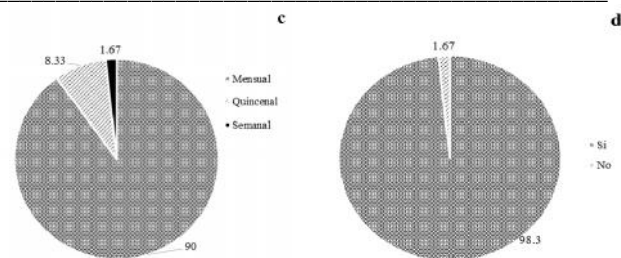 c
8.33
1.67
Mensual
Quincenal
Semanal
90
d
1.67
Si
No
98.3